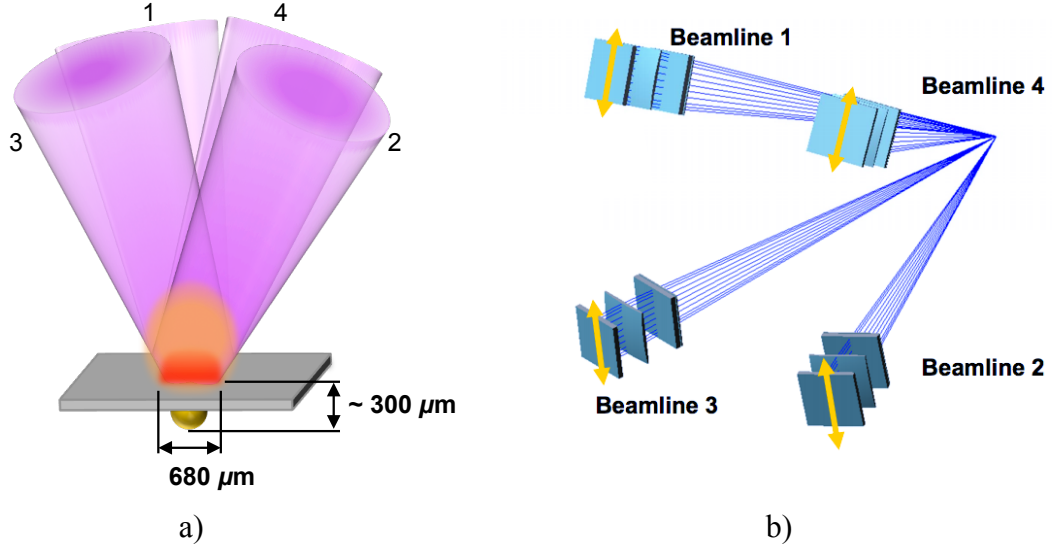 1
4
3
2
~ 300 µm
680 µm
a)
Beamline 1
Beamline 4
Beamline 3
Beamline 2
b)